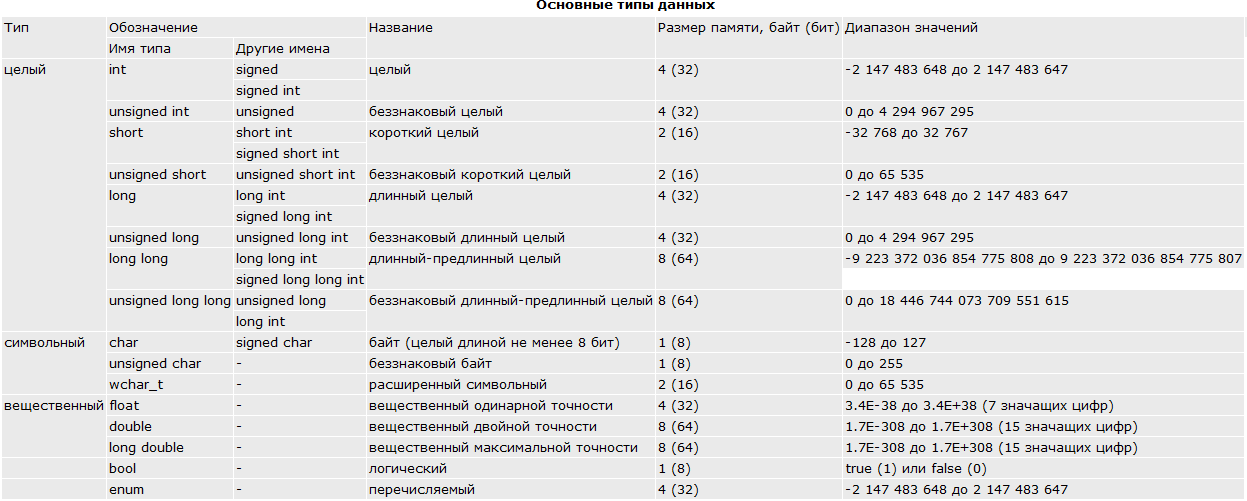 Основные типы данных
Тип Обозначение Название Размер памяти, байт (бит) Диапазон значений
Имя типа Другие имена
целый int signed целый 4 (32) -2 147 483 648 до 2 147 483 647
signed int
unsigned int unsigned беззнаковый целый 4 (32) 0 до 4 294 967 295
short short int короткий целый 2 (16) -32 768 до 32 767
signed short int
unsigned short unsigned short int беззнаковый короткий целый 2 (16) 0 до 65 535
long long int длинный целый 4 (32) -2 147 483 648 до 2 147 483 647
signed long int
unsigned long unsigned long int беззнаковый длинный целый 4 (32) 0 до 4 294 967 295
long long long long int длинный-предлинный целый 8 (64) -9 223 372 036 854 775 808 до 9 223 372 036 854 775 807
signed long long int
unsigned long long unsigned long беззнаковый длинный-предлинный целый 8 (64) 0 до 18 446 744 073 709 551 615
long int
символьный char signed char байт (целый длиной не менее 8 бит) 1 (8) -128 до 127
unsigned char - беззнаковый байт 1 (8) 0 до 255
wchar_t - расширенный символьный 2 (16) 0 до 65 535
вещественный float - вещественный одинарной точности 4 (32) 3.4E-38 до 3.4E+38 (7 значащих цифр)
double - вещественный двойной точности 8 (64) 1.7E-308 до 1.7E+308 (15 значащих цифр)
long double - вещественный максимальной точности 8 (64) 1.7E-308 до 1.7E+308 (15 значащих цифр)
bool - логический 1 (8) true (1) или false (0)
enum - перечисляемый 4 (32) -2 147 483 648 до 2 147 483 647